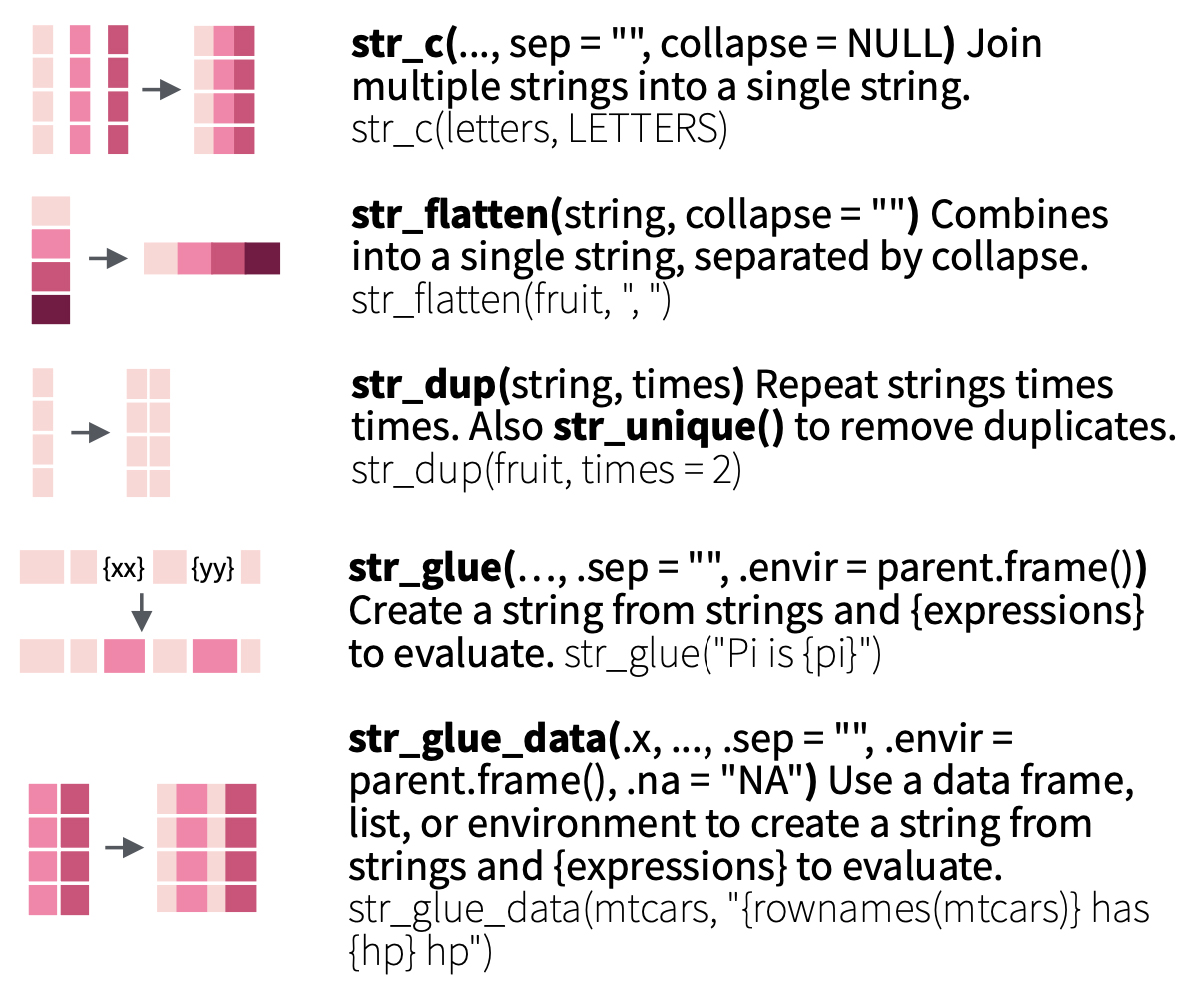 str_c(..., sep = "", collapse = NULL) Join
multiple strings into a single string.
str_c(letters, LETTERS)
str_flatten(string, collapse = "") Combines
into a single string, separated by collapse.
str_flatten(fruit, ", ")
str_dup(string, times) Repeat strings times
times. Also str_unique() to remove duplicates.
str_dup(fruit, times = 2)
{xx} {yy}
str_glue(…, .sep = "", .envir = parent.frame())
Create a string from strings and {expressions}
to evaluate. str_glue("Pi is {pi}")
str_glue_data(.x, ..., .sep = "", .envir =
parent.frame(), .na = "NA") Use a data frame,
list, or environment to create a string from
strings and {expressions} to evaluate.
str_glue_data(mtcars, "{rownames(mtcars)} has
{hp} hp")